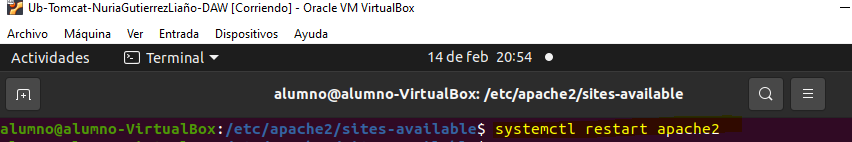 Ub-Tomcat-NuriaGutierrezLiaño-DAW [Corriendo] - Oracle VM VirtualBox
Archivo Máquina Ver Entrada Dispositivos Ayuda
Actividades Terminal 14 de feb 20:54
alumno@alumno-VirtualBox: /etc/apache2/sites-available
alumno@alumno-VirtualBox:/etc/apache2/sites-available$ systemctl restart apache2